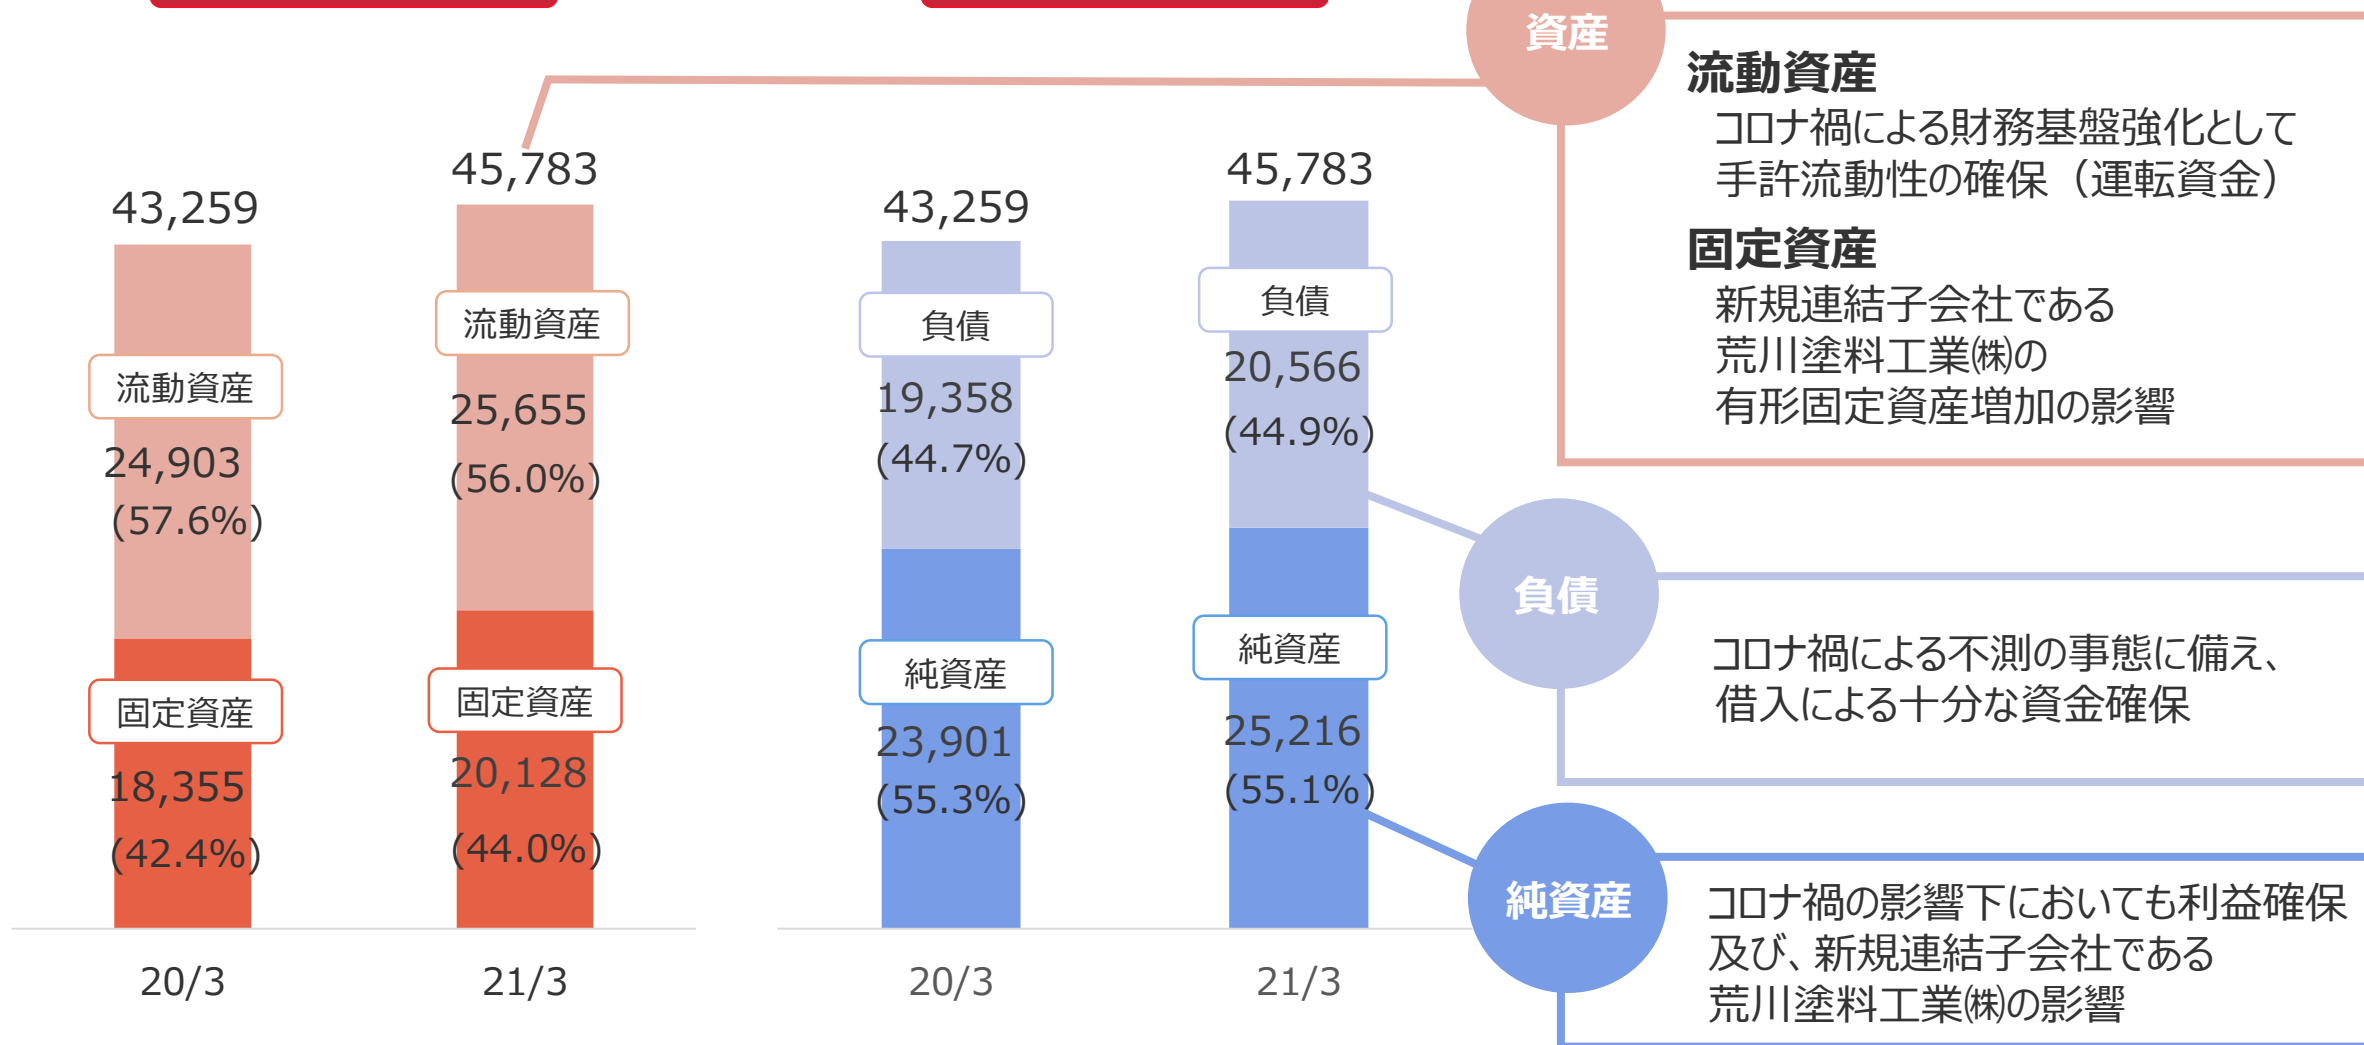 43,259
流動資産
24,903
(57.6%)
固定資産
18,355
(42.4%)
20/3
45,783
流動資産
25,655
(56.0%)
固定資産
20,128
(44.0%)
21/3
43,259
負債
19,358
(44.7%)
純資産
23,901
(55.3%)
20/3
45,783
負債
20,566
(44.9%)
純資産
25,216
(55.1%)
21/3
資産
流動資産
コロナ禍による財務基盤強化として
手許流動性の確保（運転資金）
固定資産
新規連結子会社である
荒川塗料工業㈱の
有形固定資産増加の影響
負債
コロナ禍による不測の事態に備え、
借入による十分な資金確保
純資産
コロナ禍の影響下においても利益確保
及び、新規連結子会社である
荒川塗料工業㈱の影響